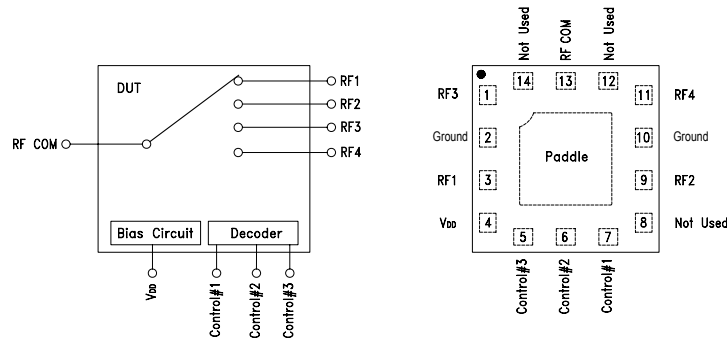 DUT
RF COM
RF1
RF2
RF3
RF4
Bias Circuit
Decoder
VDD
Control#1
Control#2
Control#3
Not Used
RF COM
Not Used
14
13
12
RF3
1
11
RF4
Ground
2
10
Ground
Paddle
RF1
3
9
RF2
VDD
4
8
Not Used
5
6
7
Control#3
Control#2
Control#1